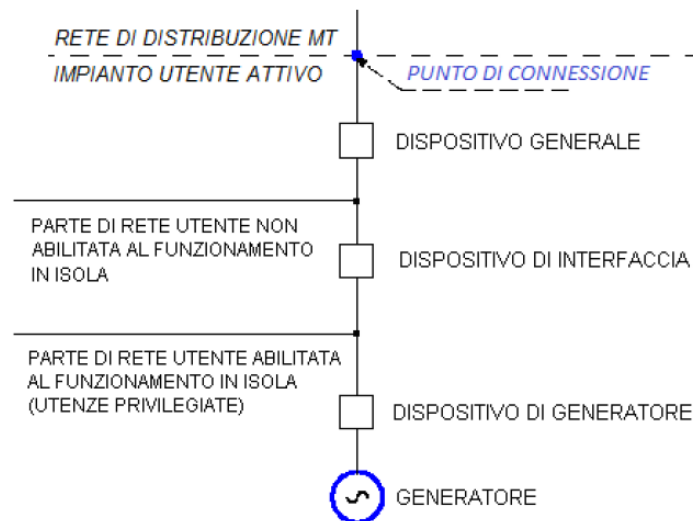 RETE DI DISTRIBUZIONE MT
IMPIANTO UTENTE ATTIVO
PUNTO DI CONNESSIONE
DISPOSITIVO GENERALE
PARTE DI RETE UTENTE NON
ABILITATA AL FUNZIONAMENTO
IN ISOLA
DISPOSITIVO DI INTERFACCIA
PARTE DI RETE UTENTE ABILITATA
AL FUNZIONAMENTO IN ISOLA
(UTENZE PRIVILEGIATE)
DISPOSITIVO DI GENERATORE
GENERATORE